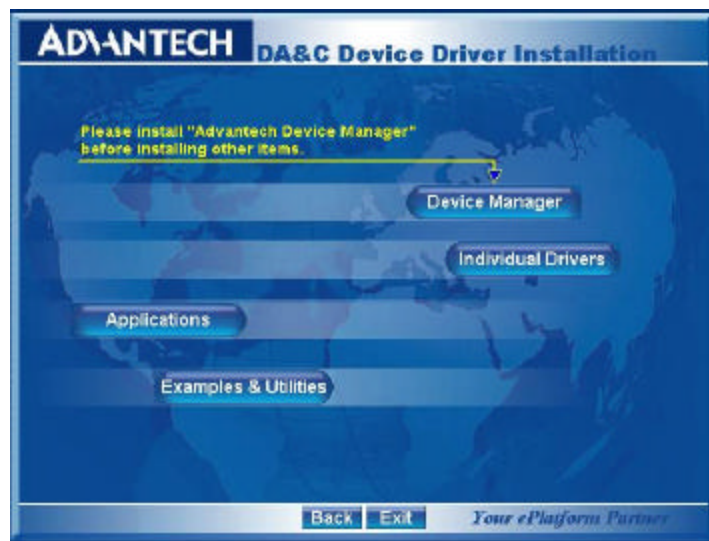 ADVANTECH
DA&C Device Driver Installation
Please install "Advantech Device Manager"
before installing other items.
Device Manager
Individual Drivers
Applications
Examples & Utilities
Back Exit Your ePlatform Partner